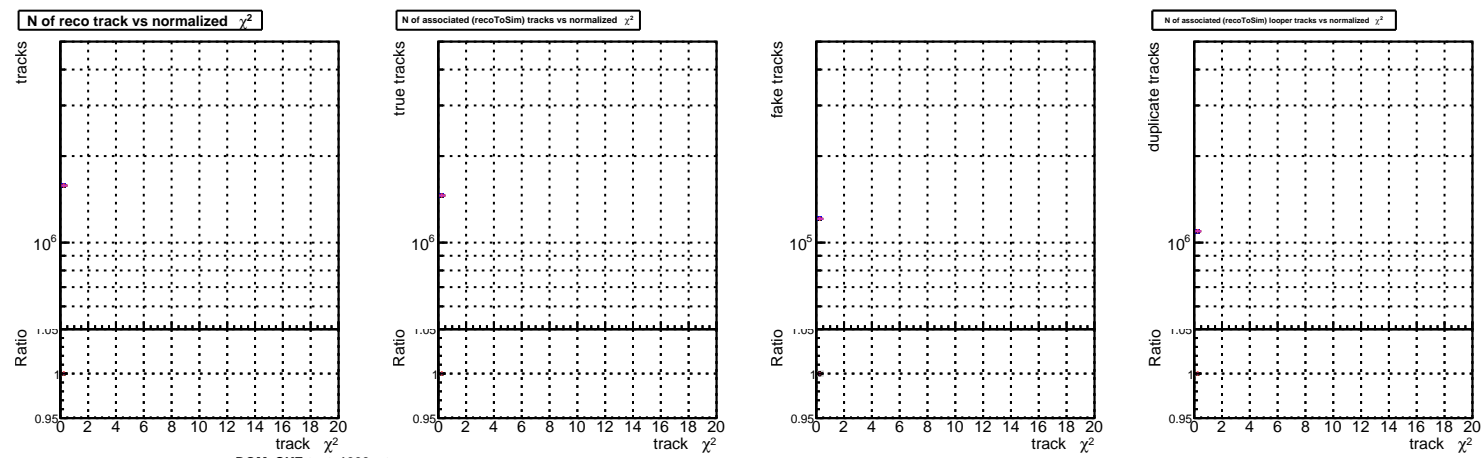 N of reco track vs normalized χ²
N of associated (recoToSim) tracks vs normalized χ²
N of associated (recoToSim) looper tracks vs normalized χ²
tracks
true tracks
fake tracks
duplicate tracks
10⁶
10⁶
10⁵
10⁶
Ratio
Ratio
Ratio
Ratio
1.05
1.05
1.05
1.05
1
1
1
1
0.95
0.95
0.95
0.95
0 2 4 6 8 10 12 14 16 18 20
0 2 4 6 8 10 12 14 16 18 20
0 2 4 6 8 10 12 14 16 18 20
0 2 4 6 8 10 12 14 16 18 20
track χ²
track χ²
track χ²
track χ²